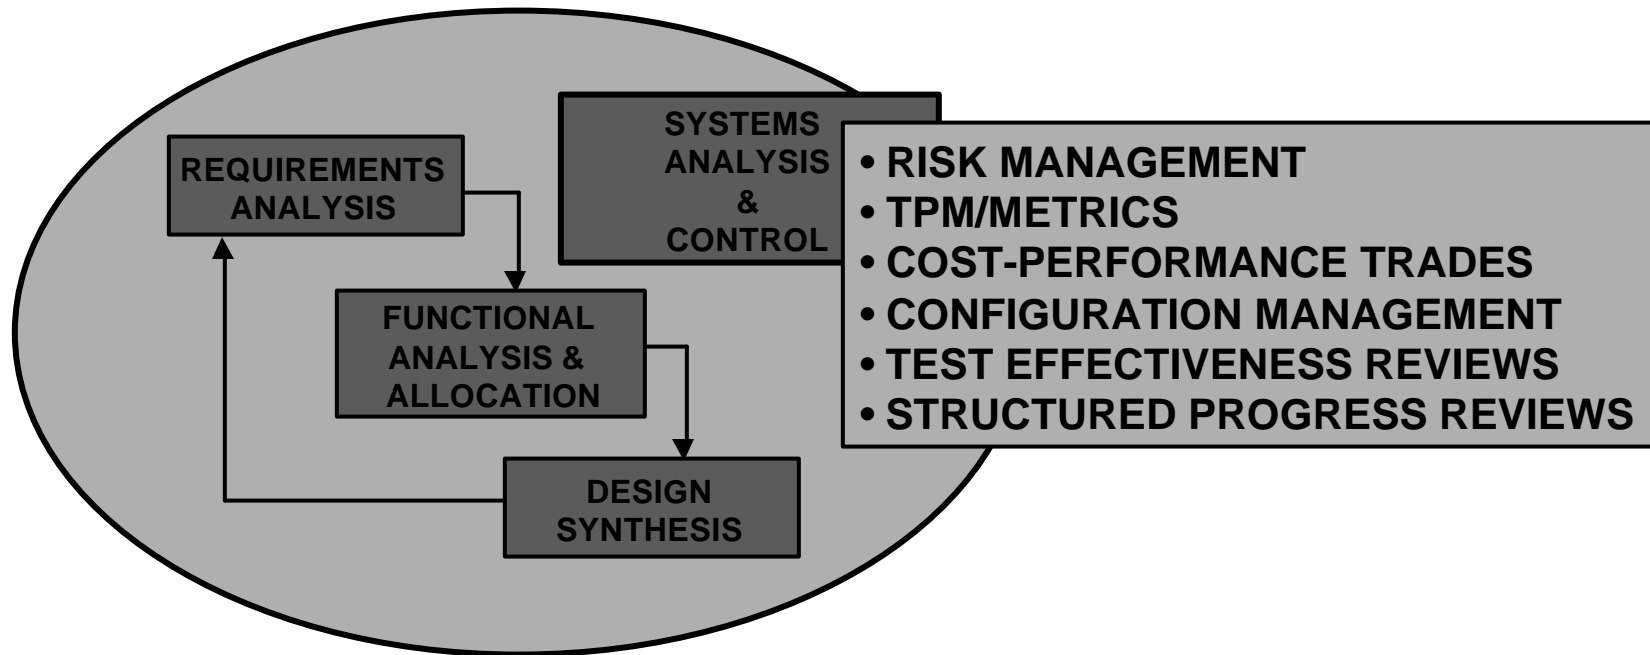 SYSTEMS
ANALYSIS
&
CONTROL
REQUIREMENTS
ANALYSIS
• RISK MANAGEMENT
• TPM/METRICS
• COST-PERFORMANCE TRADES
• CONFIGURATION MANAGEMENT
• TEST EFFECTIVENESS REVIEWS
• STRUCTURED PROGRESS REVIEWS
FUNCTIONAL
ANALYSIS &
ALLOCATION
DESIGN
SYNTHESIS